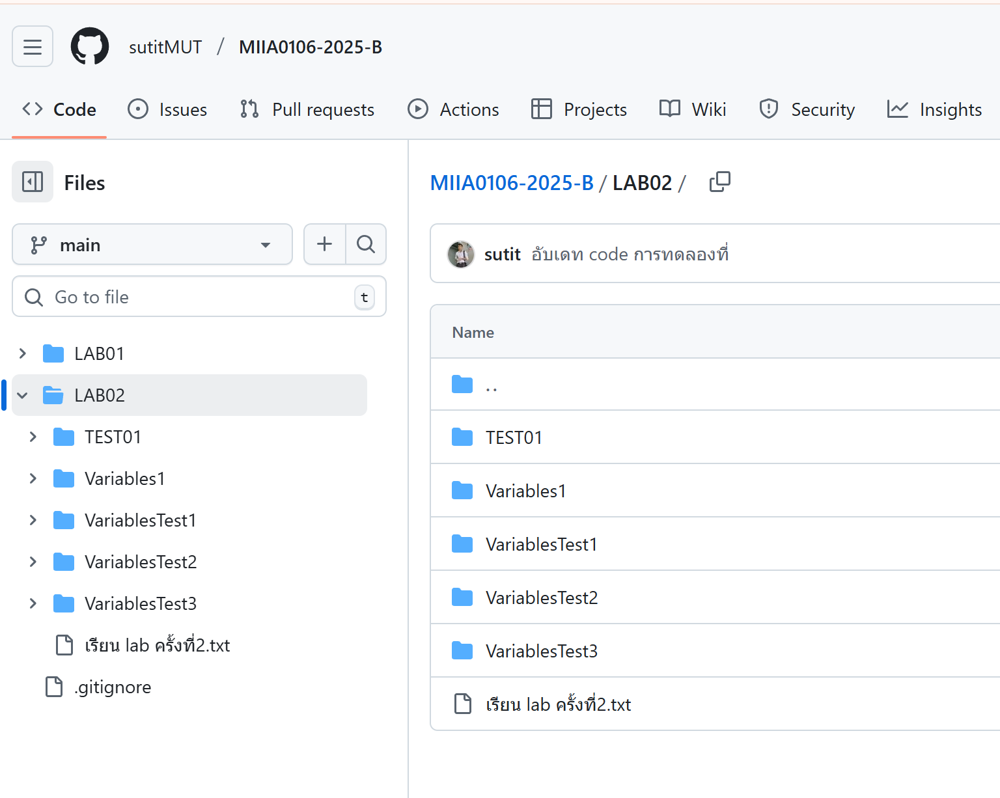 sutitMUT / MIIA0106-2025-B
Code Issues Pull requests Actions Projects Wiki Security Insights
Files
main
Go to file t
LAB01
LAB02
TEST01
Variables1
VariablesTest1
VariablesTest2
VariablesTest3
เรียน lab ครั้งที่2.txt
.gitignore
MIIA0106-2025-B / LAB02 /
sutit อับเดท code การทดลองที่
Name
..
TEST01
Variables1
VariablesTest1
VariablesTest2
VariablesTest3
เรียน lab ครั้งที่2.txt